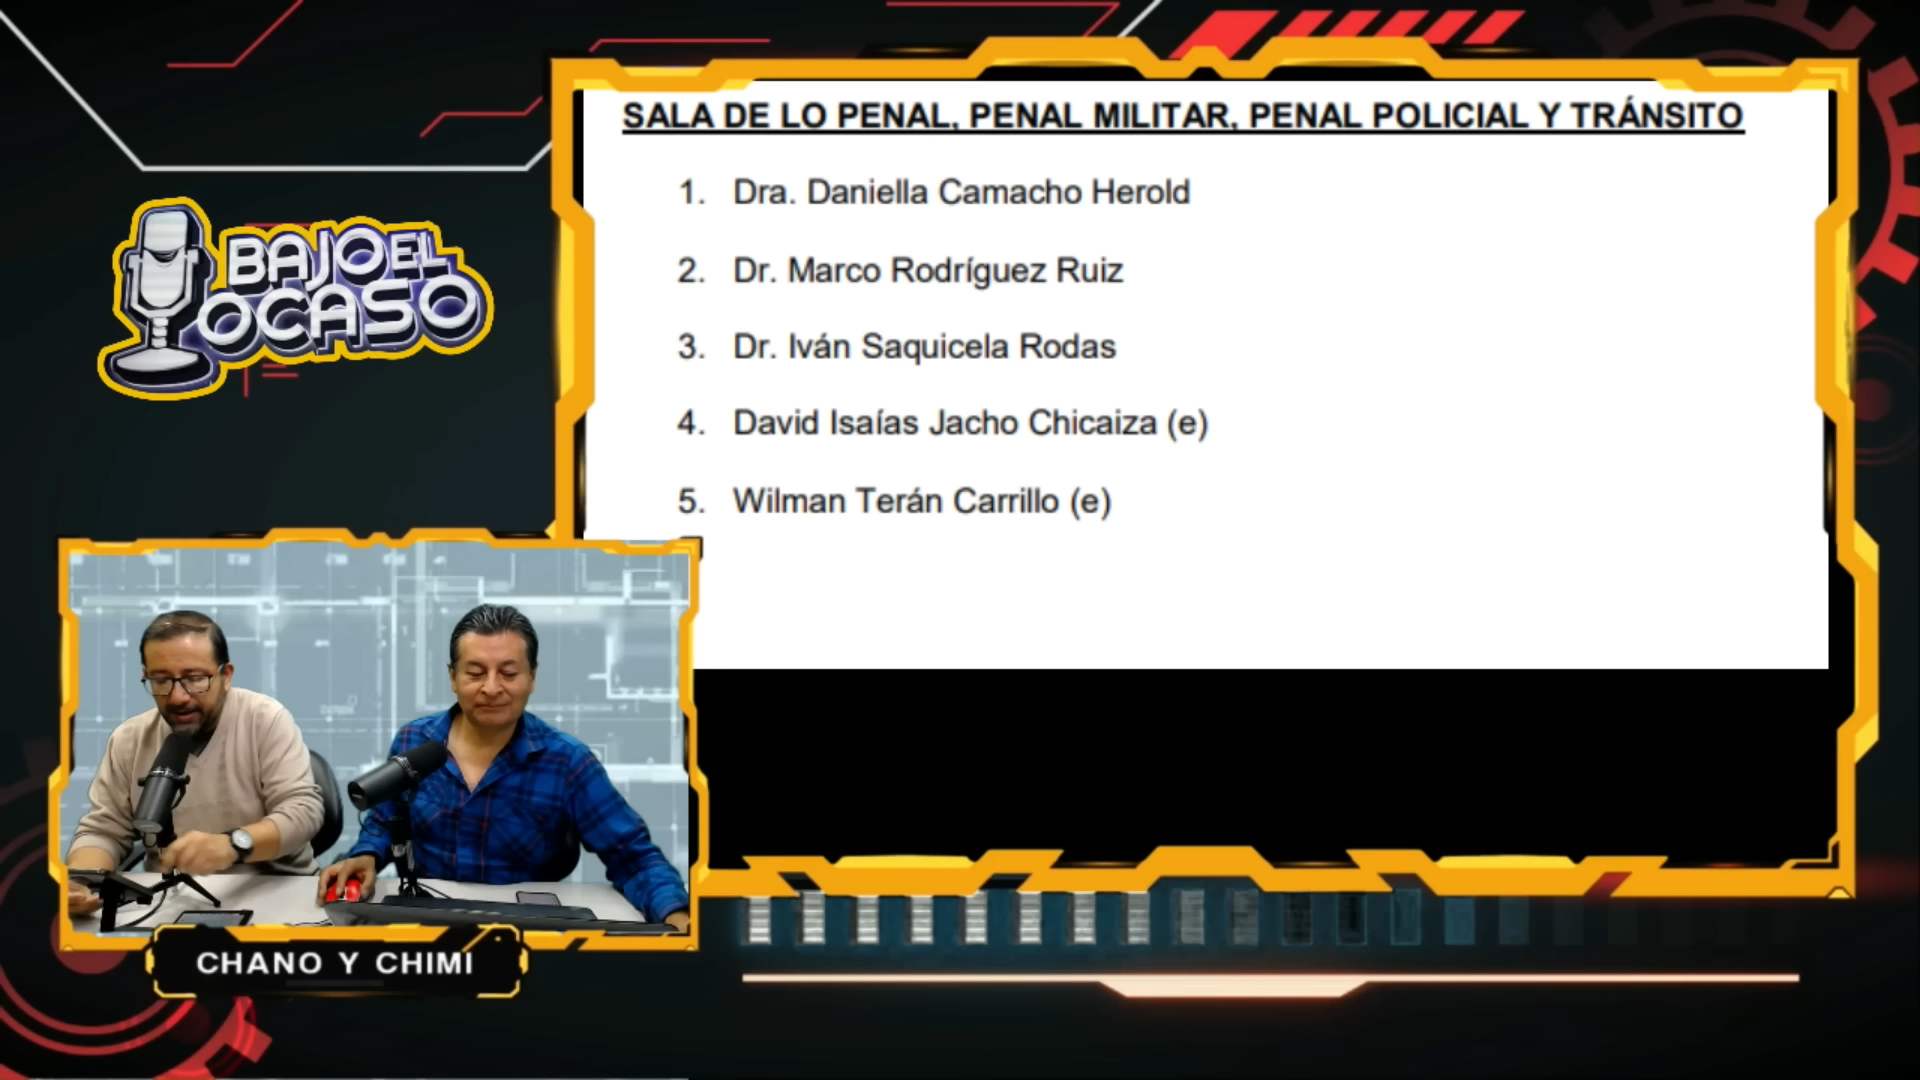 SALA DE LO PENAL, PENAL MILITAR, PENAL POLICIAL Y TRÁNSITO
1. Dra. Daniella Camacho Herold
2. Dr. Marco Rodríguez Ruiz
3. Dr. Iván Saquicela Rodas
4. David Isaías Jacho Chicaiza (e)
5. Wilman Terán Carrillo (e)
BAJO EL
OCASO
CHANO Y CHIMI